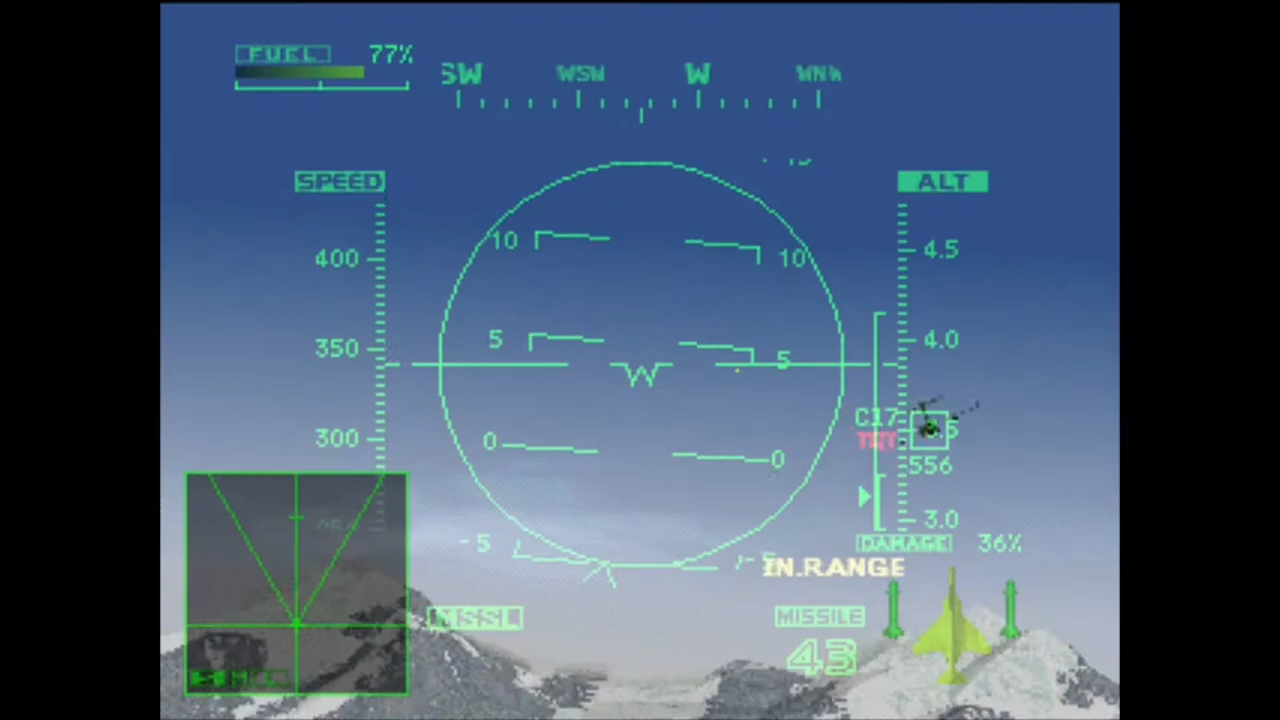 FUEL 77%
SW WSW W WNW
SPEED ALT
10 10
400 4.5
350 5 5 4.0
C17
TGT
300 0 0
556
-5 3.0
DAMAGE 36%
IN.RANGE
MSSL MISSILE
43